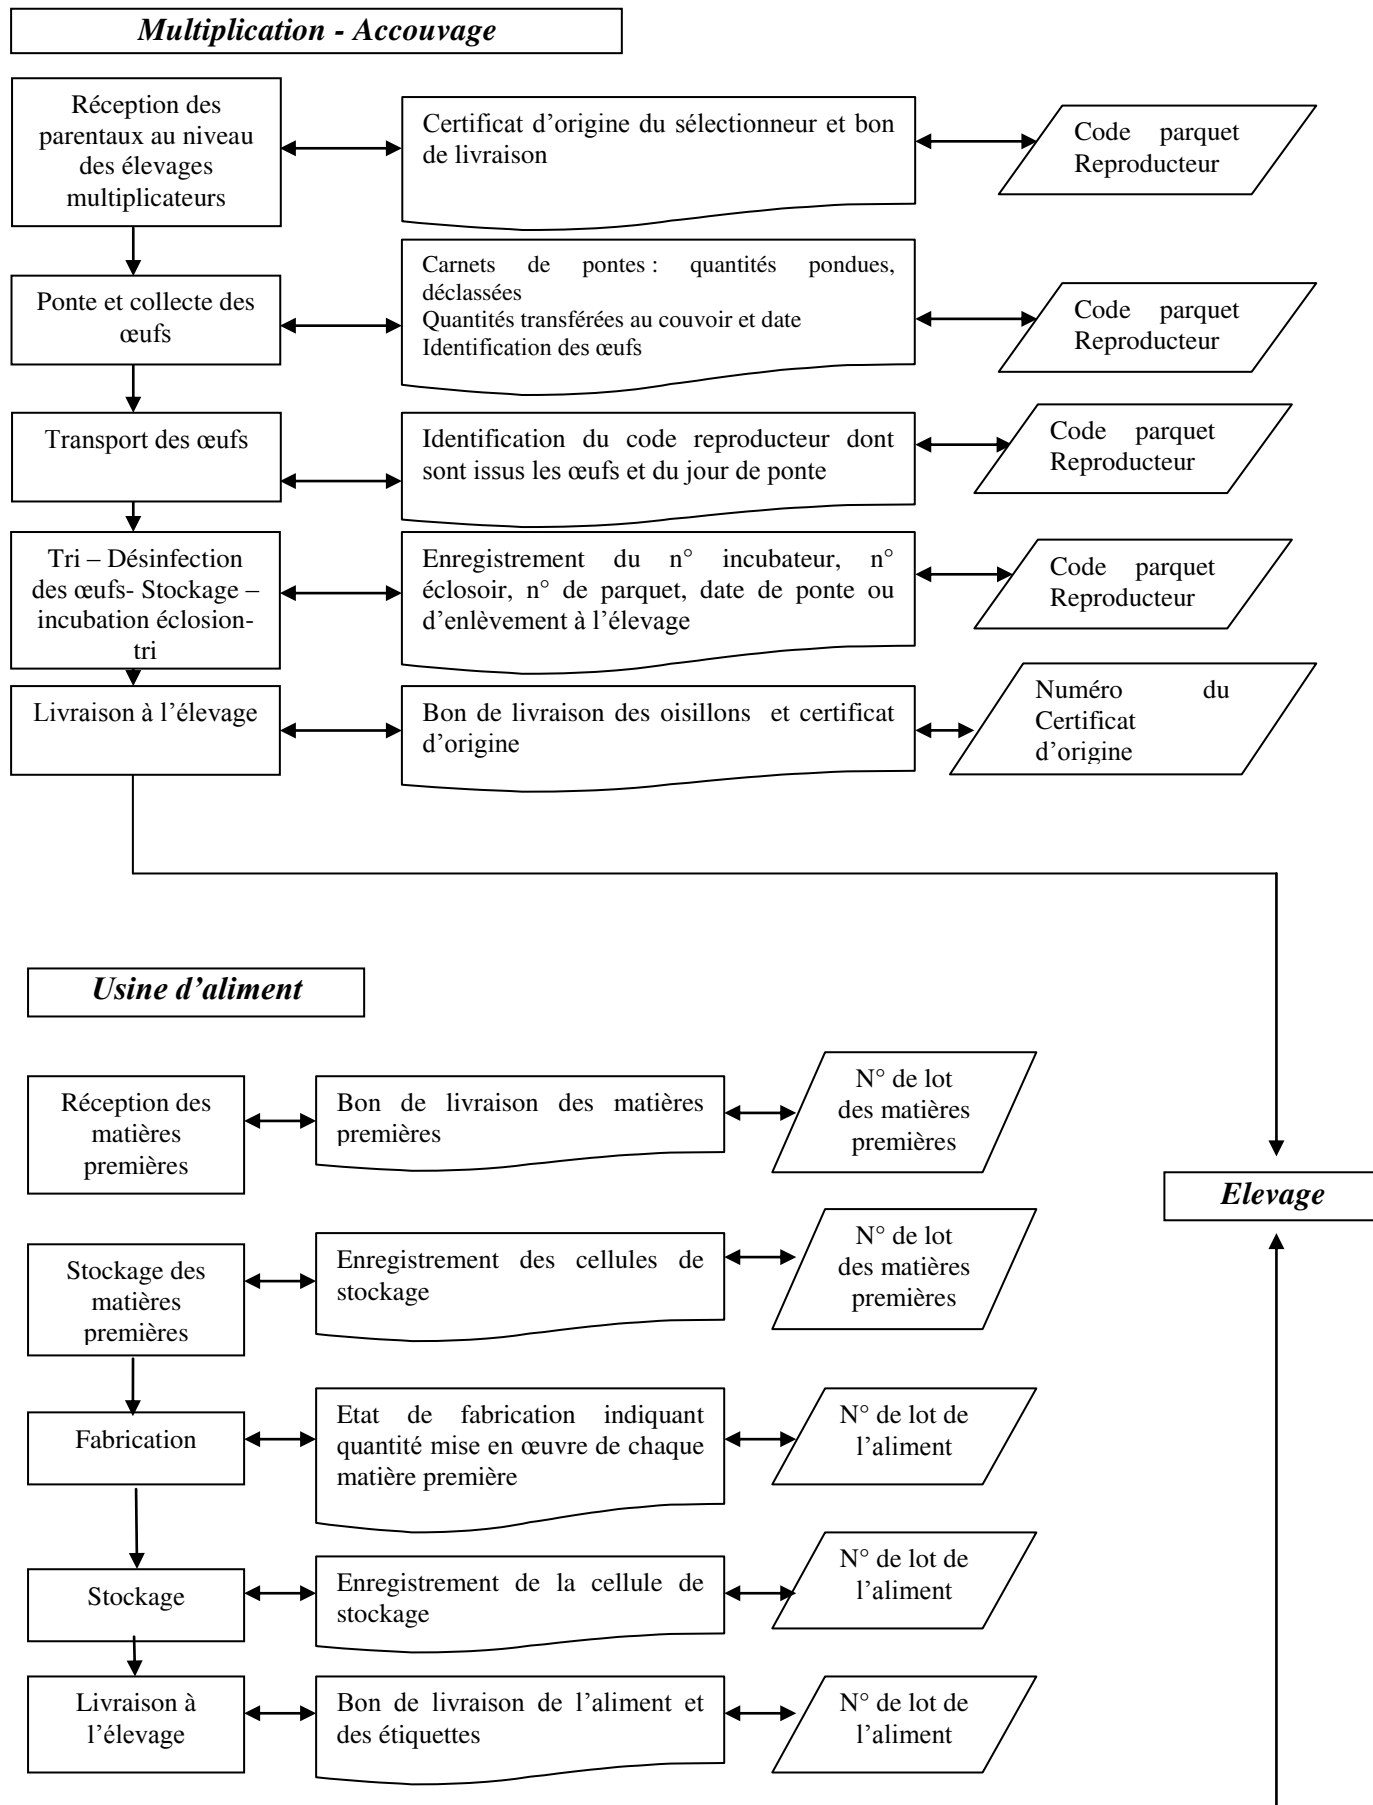 Multiplication - Accouvage
Réception des
parentaux au niveau
des élevages
multiplicateurs
Certificat d’origine du sélectionneur et bon
de livraison
Code parquet
Reproducteur
Ponte et collecte des
œufs
Carnets de pontes : quantités pondues,
déclassées
Quantités transférées au couvoir et date
Identification des œufs
Code parquet
Reproducteur
Transport des œufs
Identification du code reproducteur dont
sont issus les œufs et du jour de ponte
Code parquet
Reproducteur
Tri – Désinfection
des œufs- Stockage –
incubation éclosion-
tri
Enregistrement du n° incubateur, n°
éclosoir, n° de parquet, date de ponte ou
d’enlèvement à l’élevage
Code parquet
Reproducteur
Livraison à l’élevage
Bon de livraison des oisillons et certificat
d’origine
Numéro du
Certificat
d’origine
Usine d’aliment
Réception des
matières
premières
Bon de livraison des matières
premières
N° de lot
des matières
premières
Elevage
Stockage des
matières
premières
Enregistrement des cellules de
stockage
N° de lot
des matières
premières
Fabrication
Etat de fabrication indiquant
quantité mise en œuvre de chaque
matière première
N° de lot de
l’aliment
Stockage
Enregistrement de la cellule de
stockage
N° de lot de
l’aliment
Livraison à
l’élevage
Bon de livraison de l’aliment et
des étiquettes
N° de lot de
l’aliment